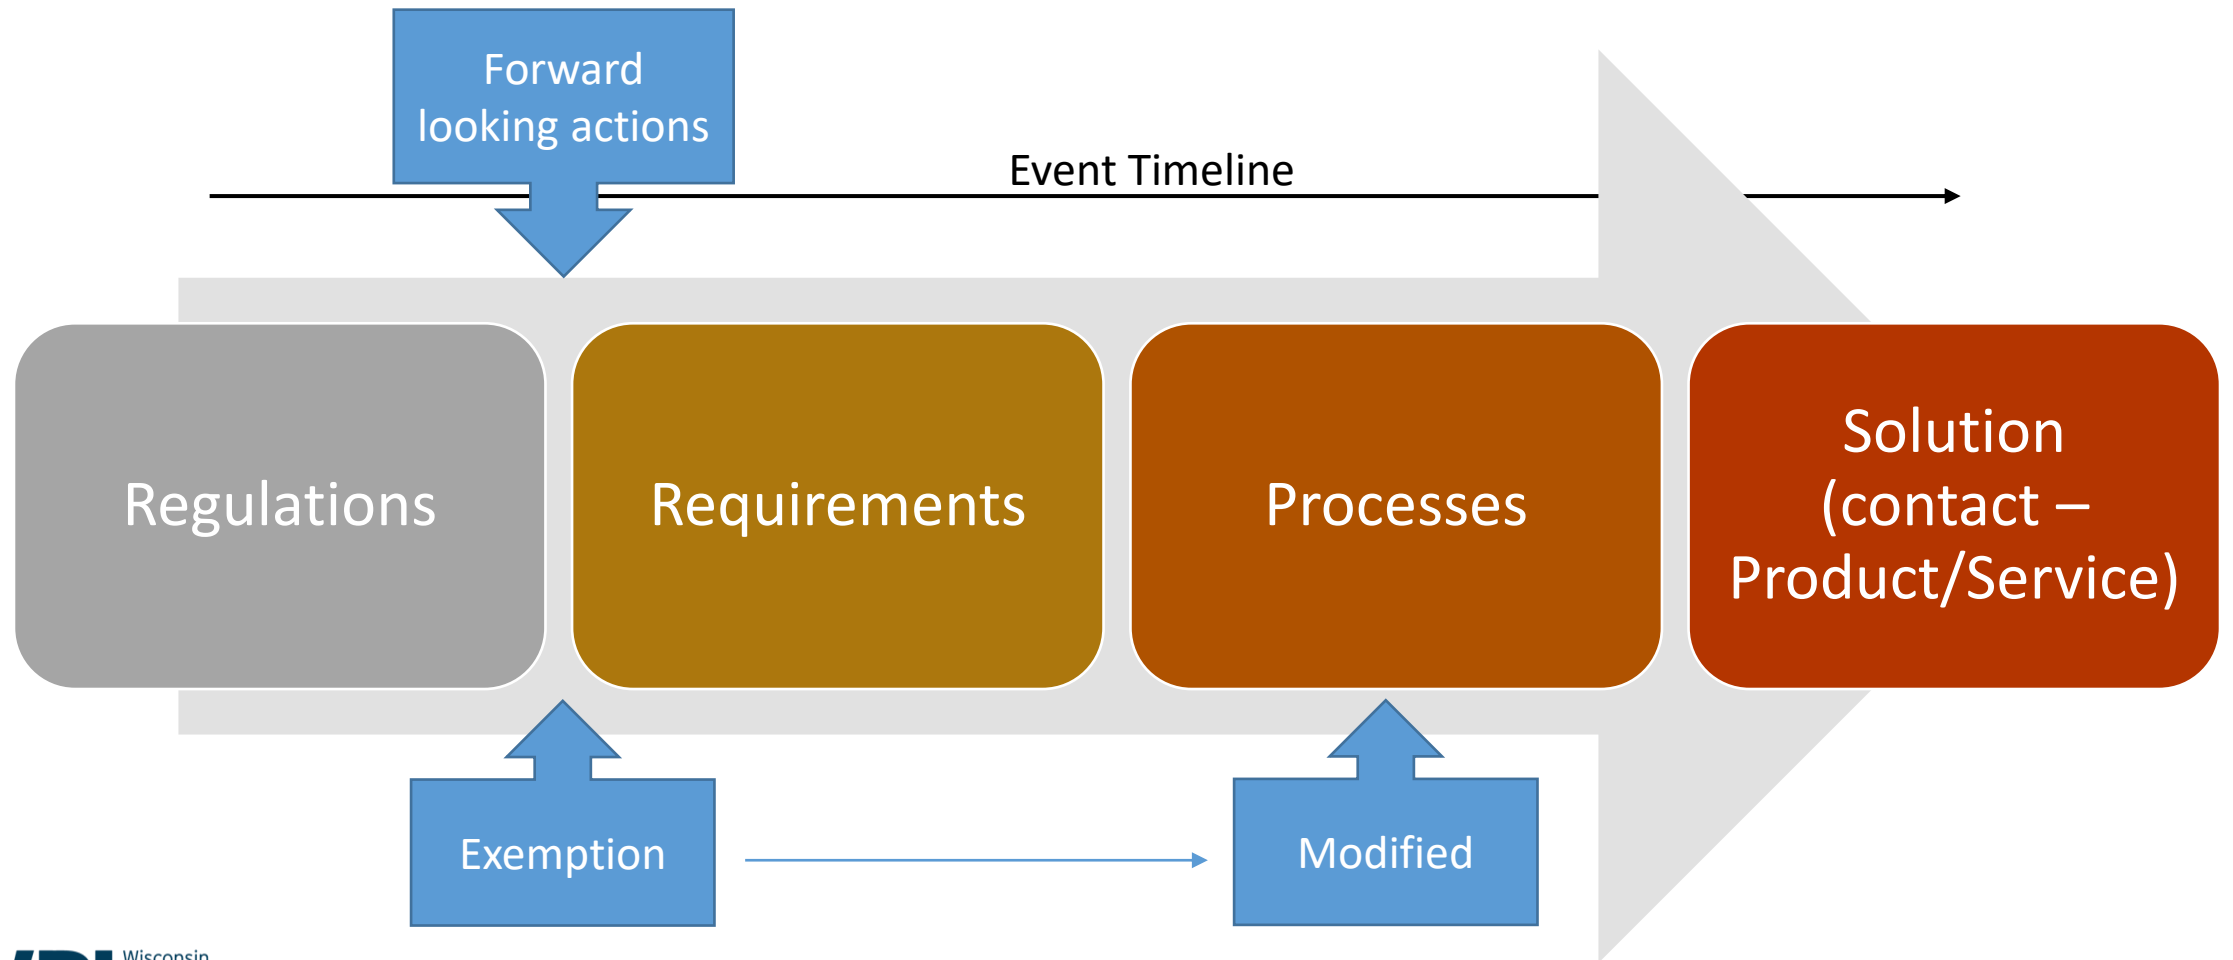 Forward
looking actions
Event Timeline
Regulations
Requirements
Processes
Solution
(contact –
Product/Service)
Exemption
Modified
Wisconsin